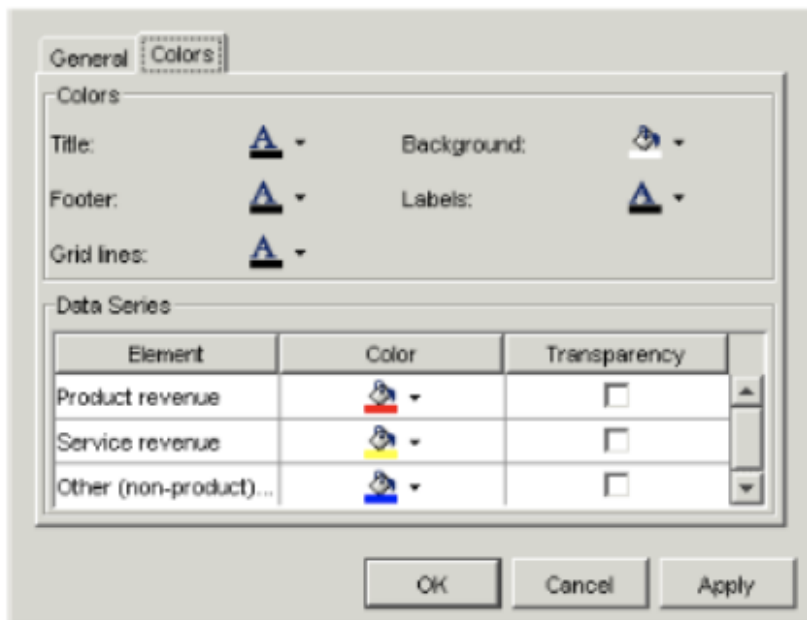 General Colors
Colors
Title: Background:
Footer: Labels:
Grid lines:
Data Series
Element Color Transparency
Product revenue
Service revenue
Other (non-product)...
OK Cancel Apply